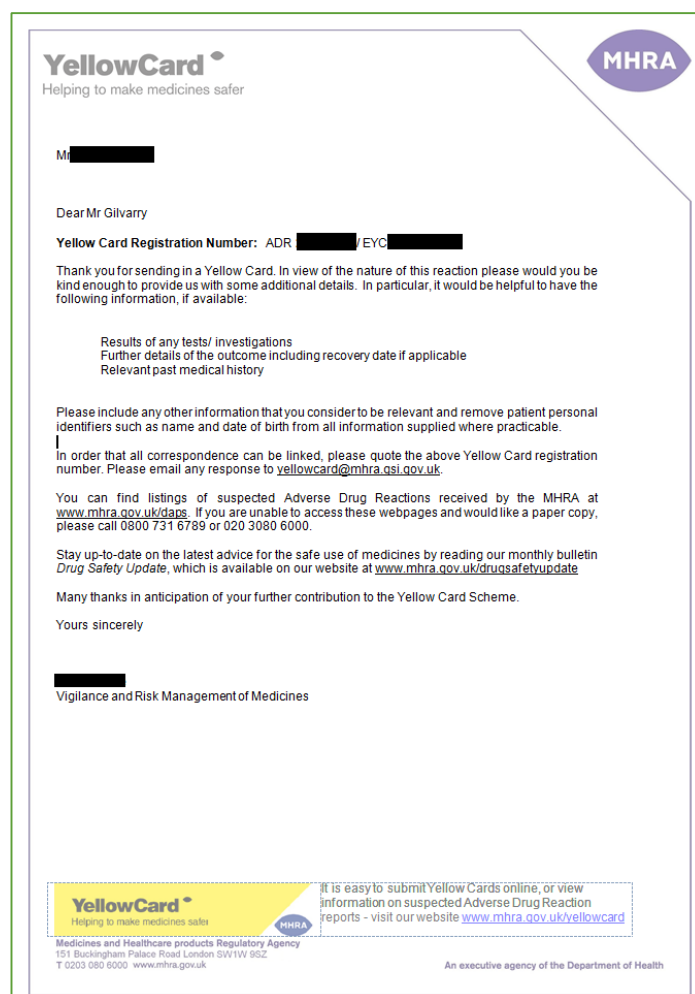 YellowCard
Helping to make medicines safer
MHRA
Mr
Dear Mr Gilvarry
Yellow Card Registration Number: ADR / EYC
Thank you for sending in a Yellow Card. In view of the nature of this reaction please would you be
kind enough to provide us with some additional details. In particular, it would be helpful to have the
following information, if available:
Results of any tests/ investigations
Further details of the outcome including recovery date if applicable
Relevant past medical history
Please include any other information that you consider to be relevant and remove patient personal
identifiers such as name and date of birth from all information supplied where practicable.
In order that all correspondence can be linked, please quote the above Yellow Card registration
number. Please email any response to yellowcard@mhra.gsi.gov.uk.
You can find listings of suspected Adverse Drug Reactions received by the MHRA at
www.mhra.gov.uk/daps. If you are unable to access these webpages and would like a paper copy,
please call 0800 731 6789 or 020 3080 6000.
Stay up-to-date on the latest advice for the safe use of medicines by reading our monthly bulletin
Drug Safety Update, which is available on our website at www.mhra.gov.uk/drugsafetyupdate
Many thanks in anticipation of your further contribution to the Yellow Card Scheme.
Yours sincerely
Vigilance and Risk Management of Medicines
YellowCard
Helping to make medicines safer
MHRA
It is easy to submit Yellow Cards online, or view
information on suspected Adverse Drug Reaction
reports - visit our website www.mhra.gov.uk/yellowcard
Medicines and Healthcare products Regulatory Agency
151 Buckingham Palace Road London SW1W 9SZ
T 0203 080 6000 www.mhra.gov.uk
An executive agency of the Department of Health